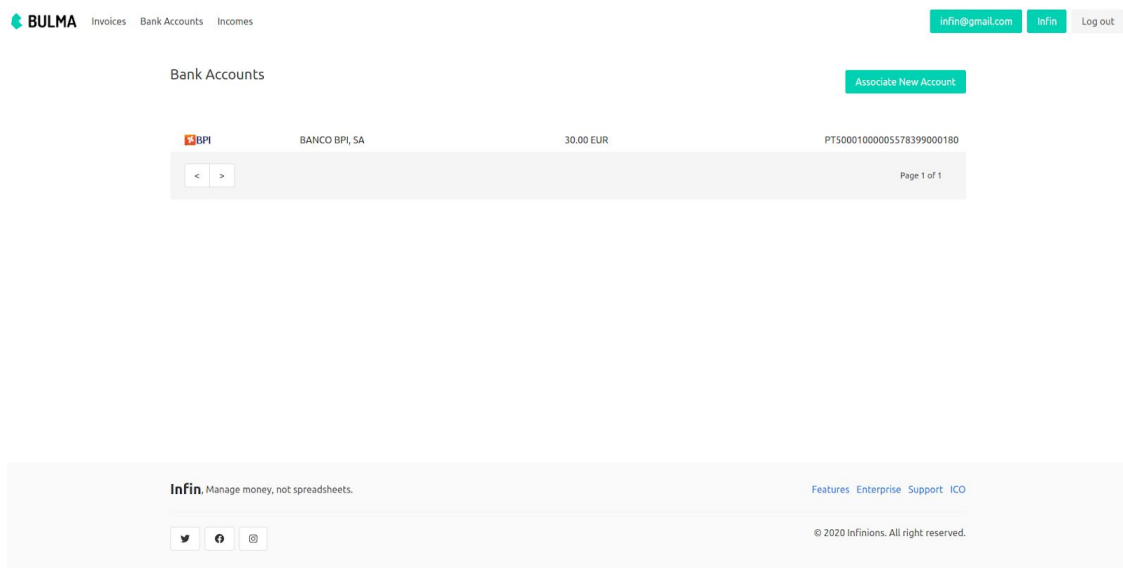 BULMA Invoices Bank Accounts Incomes infin@gmail.com Infin Log out
Bank Accounts
Associate New Account
BPI BANCO BPI, SA 30.00 EUR PT50001000005578399000180
< > Page 1 of 1
Infin, Manage money, not spreadsheets. Features Enterprise Support ICO
© 2020 Infinions. All right reserved.